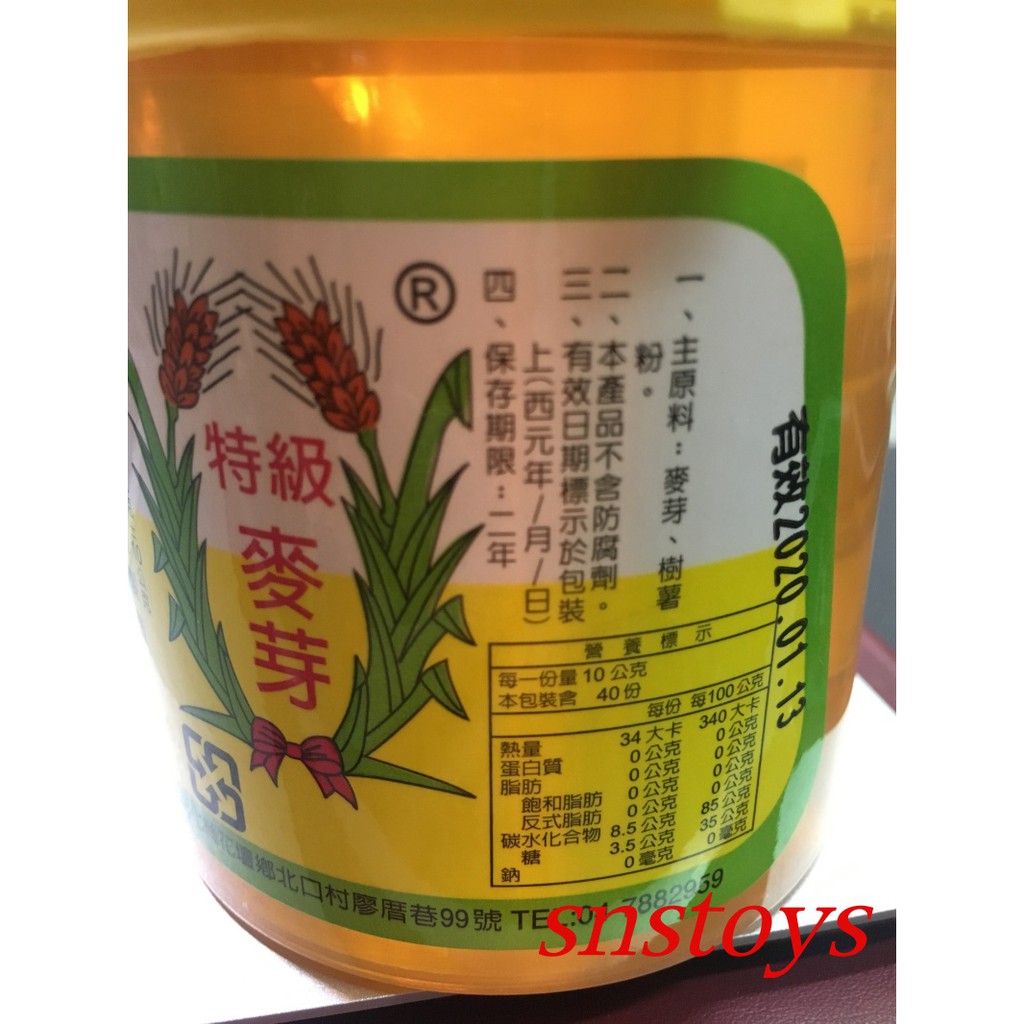 ®
特級
麥芽
一、主原料：麥芽、樹薯
粉。
二、本產品不含防腐劑。
三、有效日期標示於包裝
上(西元年/月/日)
四、保存期限：二年
有效2020.01.13
營養標示
每一份量 10 公克
本包裝含 40 份
每份 每100公克
熱量 34 大卡 340 大卡
蛋白質 0 公克 0 公克
脂肪 0 公克 0 公克
飽和脂肪 0 公克 0 公克
反式脂肪 0 公克 0 公克
碳水化合物 8.5 公克 85 公克
糖 3.5 公克 35 公克
鈉 0 毫克 0 毫克
花壇鄉北口村廖厝巷99號 TEL:04-7882959
snstoys